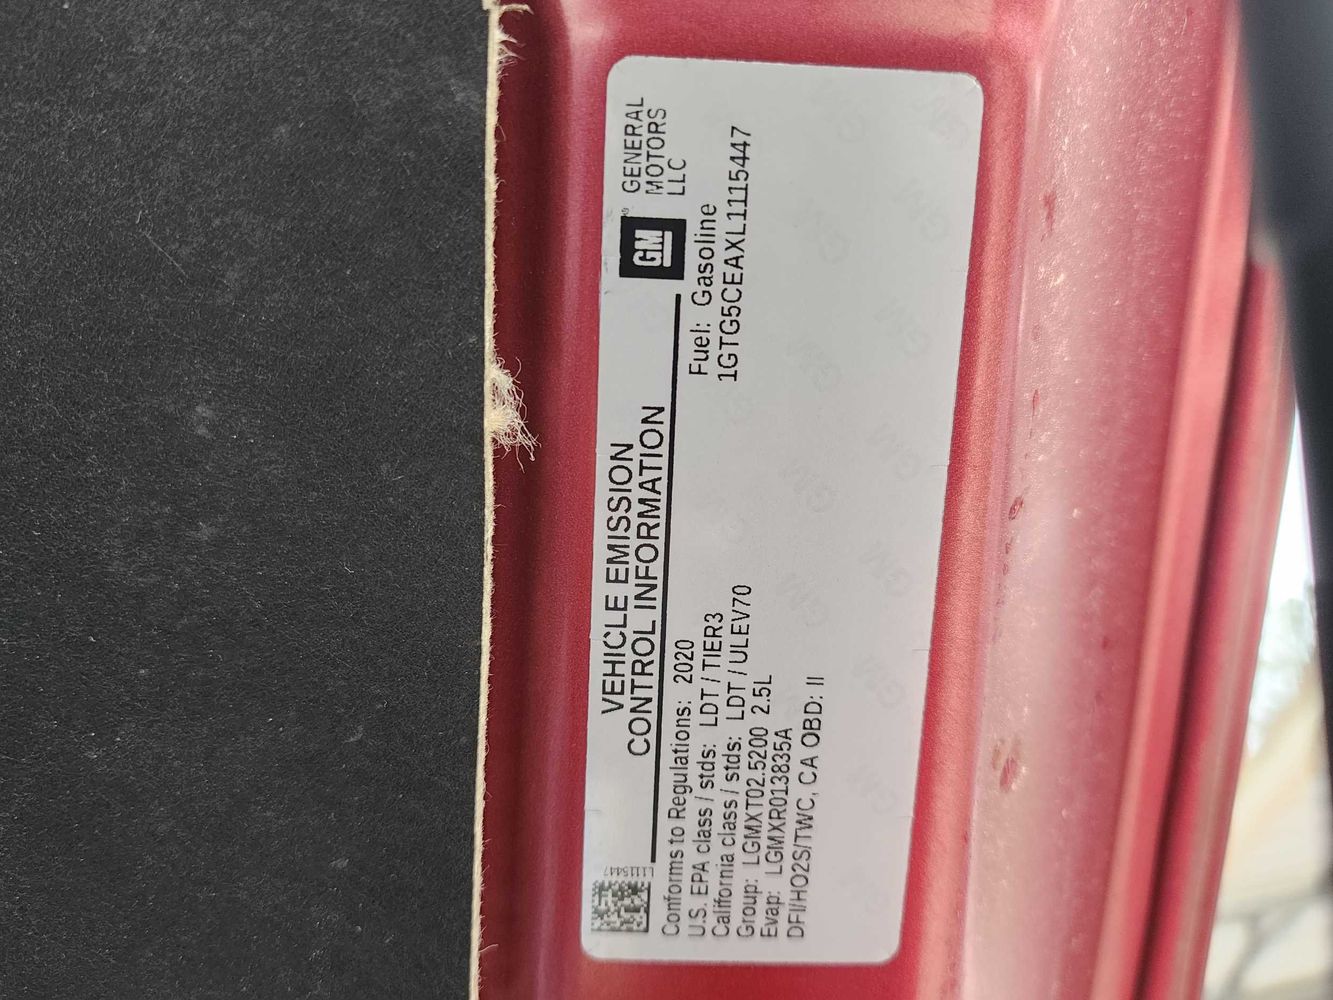 L1115447
VEHICLE EMISSION
CONTROL INFORMATION
GM
GENERAL
MOTORS
LLC
Conforms to Regulations: 2020
U.S. EPA class / stds: LDT / TIER3
California class / stds: LDT / ULEV70
Group: LGMXT02.5200 2.5L
Evap: LGMXR013835A
DFI/HO2S/TWC, CA OBD: II
Fuel: Gasoline
1GTG5CEAXL1115447